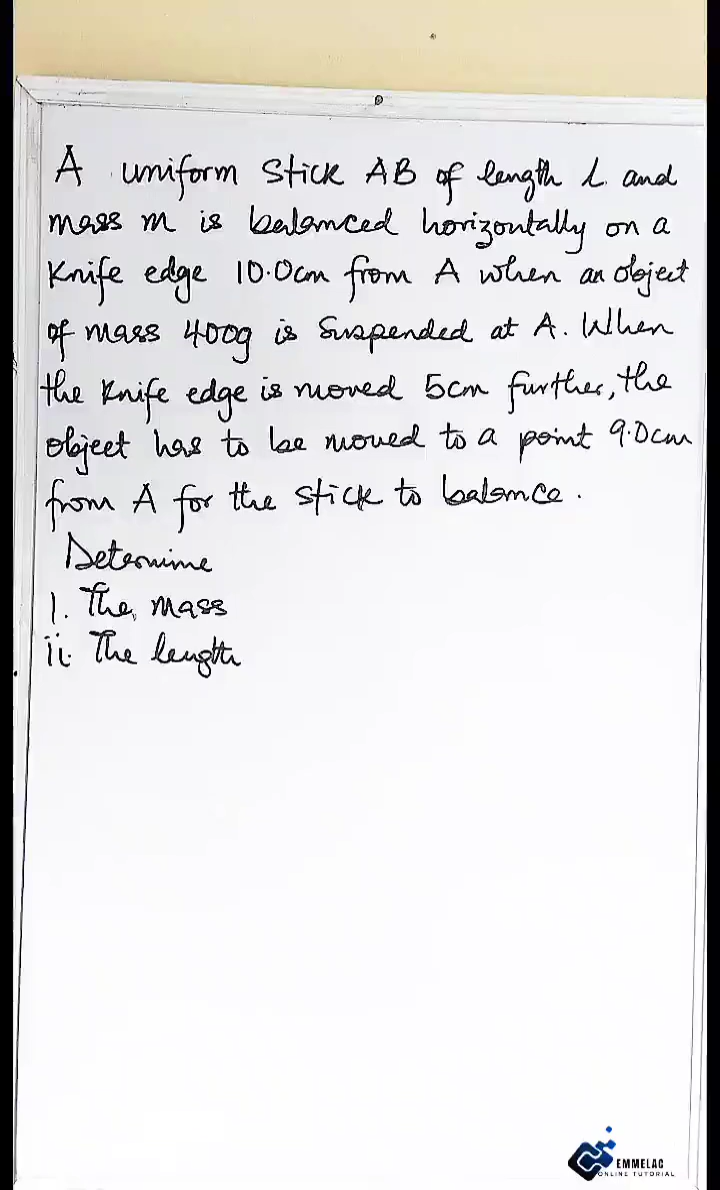 A uniform Stick AB of length L and
mass m is balanced horizontally on a
Knife edge 10.0cm from A when an object
of mass 400g is Suspended at A. When
the Knife edge is moved 5cm further, the
object has to be moved to a point 9.0cm
from A for the stick to balance.
Determine
I. The mass
ii. The length
EMMELAC
ONLINE TUTORIAL